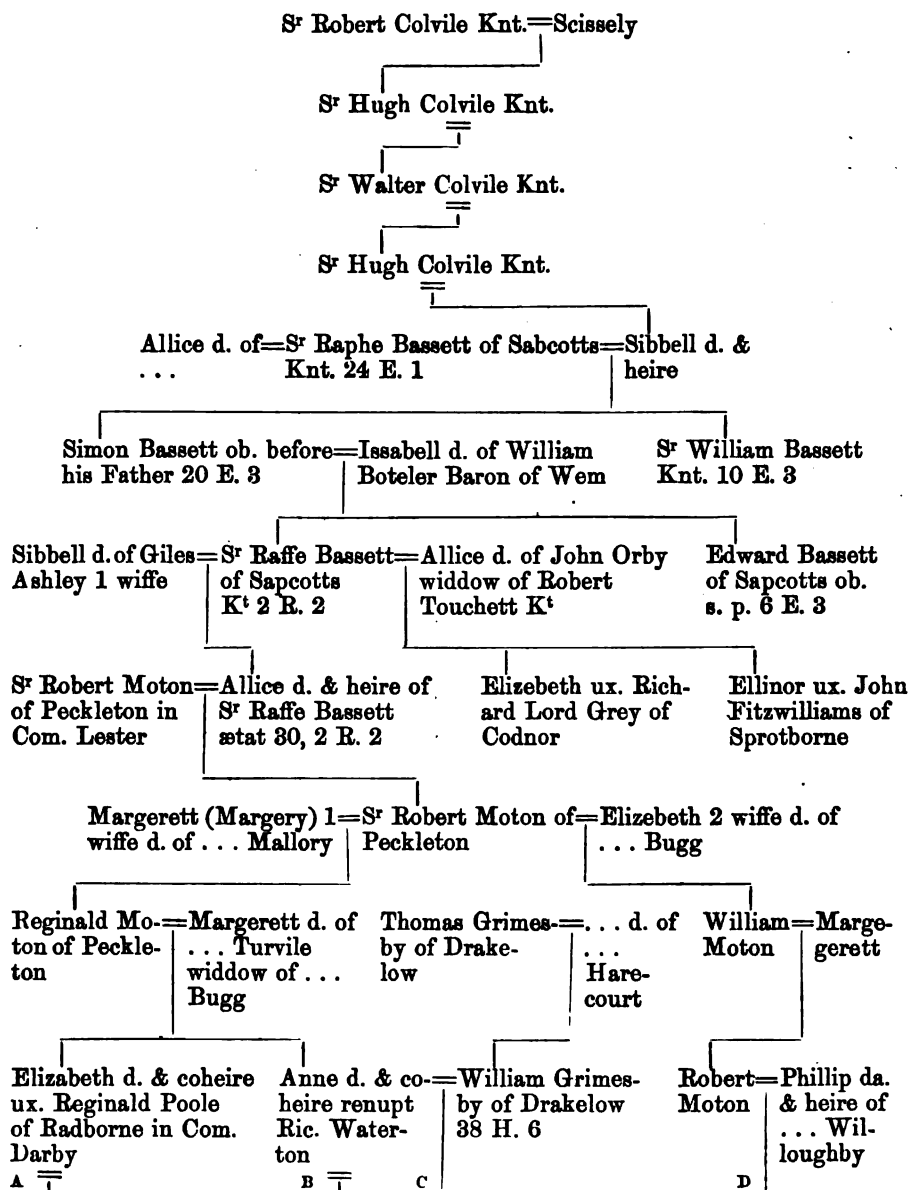 Sr Robert Colvile Knt.=Scissely
Sr Hugh Colvile Knt.
=
Sr Walter Colvile Knt.
=
Sr Hugh Colvile Knt.
=
Allice d. of=Sr Raphe Bassett of Sabcotts=Sibbell d. &
. . . Knt. 24 E. 1 heire
Simon Bassett ob. before=Issabell d. of William Sr William Bassett
his Father 20 E. 3 Boteler Baron of Wem Knt. 10 E. 3
Sibbell d. of Giles=Sr Raffe Bassett=Allice d. of John Orby Edward Bassett
Ashley 1 wiffe of Sapcotts widdow of Robert of Sapcotts ob.
Kt 2 R. 2 Touchett Kt s. p. 6 E. 3
Sr Robert Moton=Allice d. & heire of Elizebeth ux. Rich- Ellinor ux. John
of Peckleton in Sr Raffe Bassett ard Lord Grey of Fitzwilliams of
Com. Lester ætat 30, 2 R. 2 Codnor Sprotborne
Margerett (Margery) 1=Sr Robert Moton of=Elizebeth 2 wiffe d. of
wiffe d. of . . . Mallory Peckleton . . . Bugg
Reginald Mo-=Margerett d. of Thomas Grimes-=. . . d. of William=Marge-
ton of Peckle- . . . Turvile by of Drake- . . . Moton gerett
ton widdow of . . . low Hare-
Bugg court
Elizabeth d. & coheire Anne d. & co-=William Grimes- Robert=Phillip da.
ux. Reginald Poole heire renupt by of Drakelow Moton & heire of
of Radborne in Com. Ric. Water- 38 H. 6 . . . Wil-
Darby ton loughby
A = B = C D